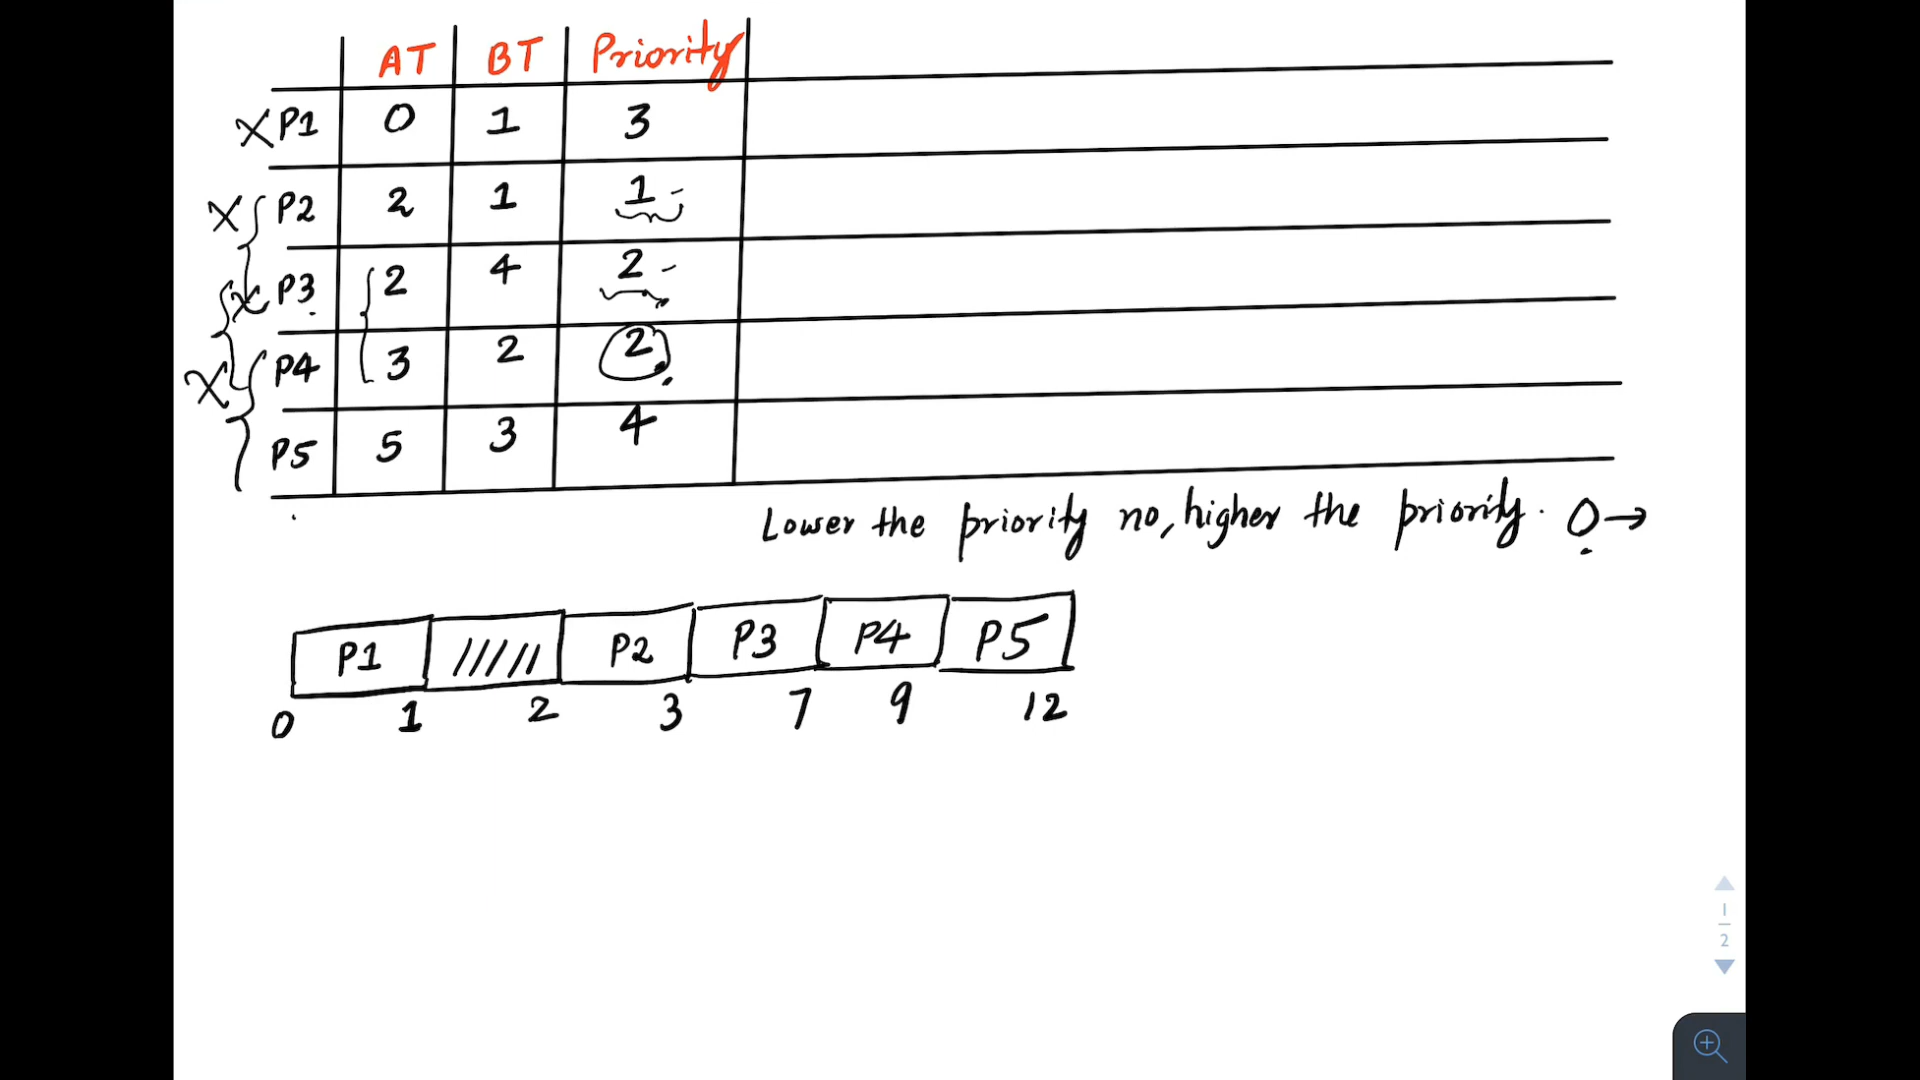 AT BT Priority
X P1 0 1 3
X P2 2 1 1
X P3 2 4 2
X P4 3 2 2
P5 5 3 4
Lower the priority no, higher the priority. 0→
P1 P2 P3 P4 P5
0 1 2 3 7 9 12
1
2